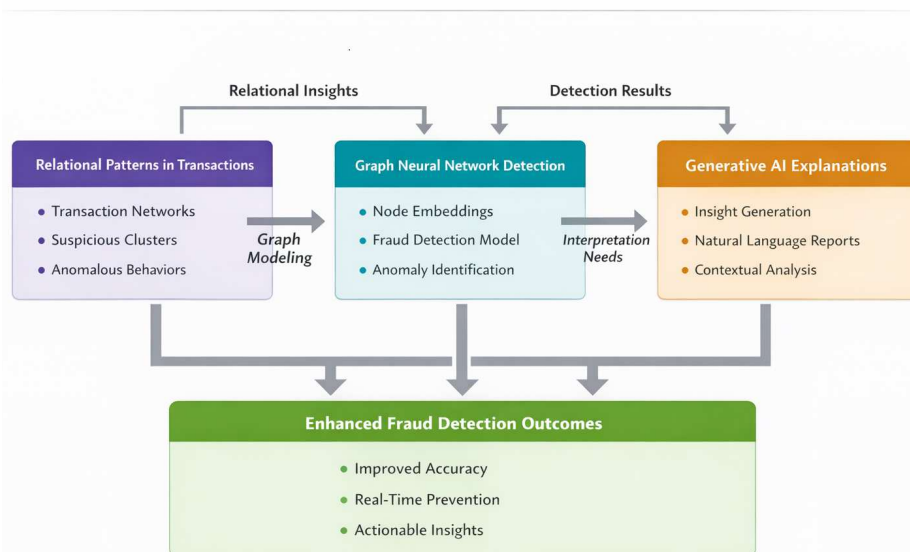 Relational Insights
Detection Results
Relational Patterns in Transactions
• Transaction Networks
• Suspicious Clusters
• Anomalous Behaviors
Graph
Modeling
Graph Neural Network Detection
• Node Embeddings
• Fraud Detection Model
• Anomaly Identification
Interpretation
Needs
Generative AI Explanations
• Insight Generation
• Natural Language Reports
• Contextual Analysis
Enhanced Fraud Detection Outcomes
• Improved Accuracy
• Real-Time Prevention
• Actionable Insights